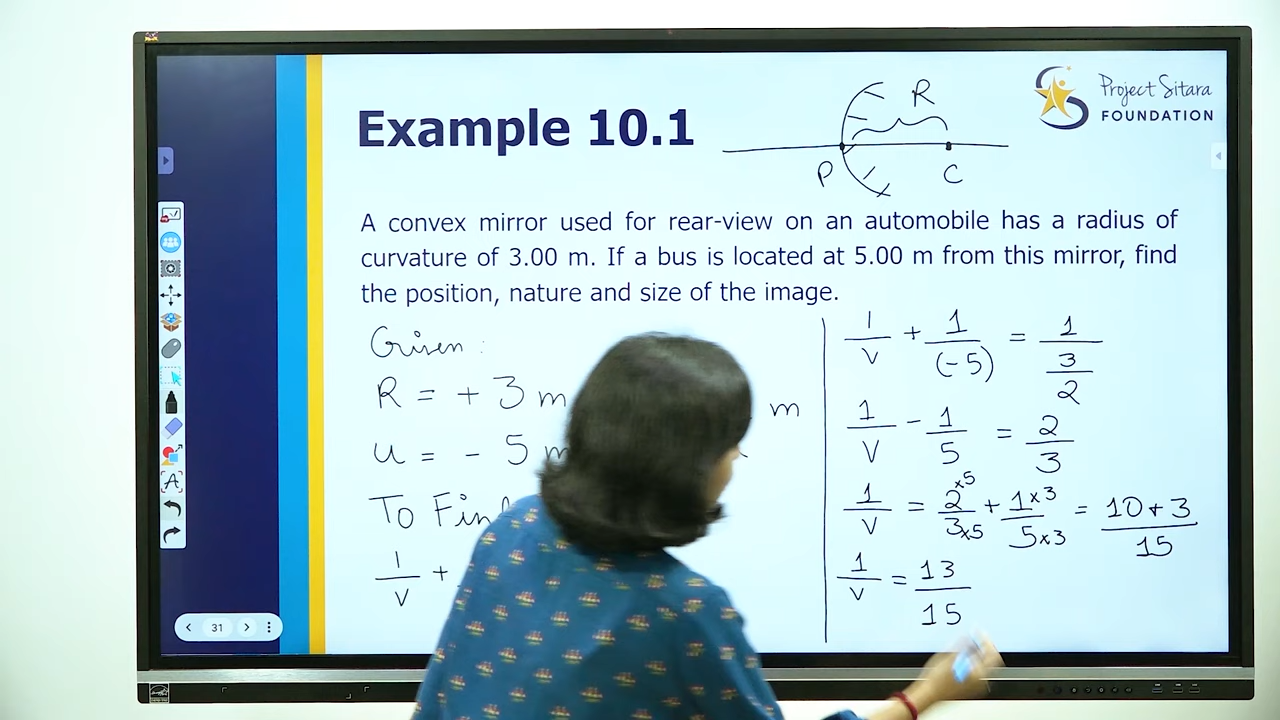 Project Sitara
FOUNDATION
Example 10.1
R
P
C
A convex mirror used for rear-view on an automobile has a radius of
curvature of 3.00 m. If a bus is located at 5.00 m from this mirror, find
the position, nature and size of the image.
Given :
R = + 3 m
m
u = - 5 m
To Find
1/v +
1/v + 1/(-5) = 1/(3/2)
1/v - 1/5 = 2/3
1/v = 2×5/3×5 + 1×3/5×3 = 10+3/15
1/v = 13/15
31